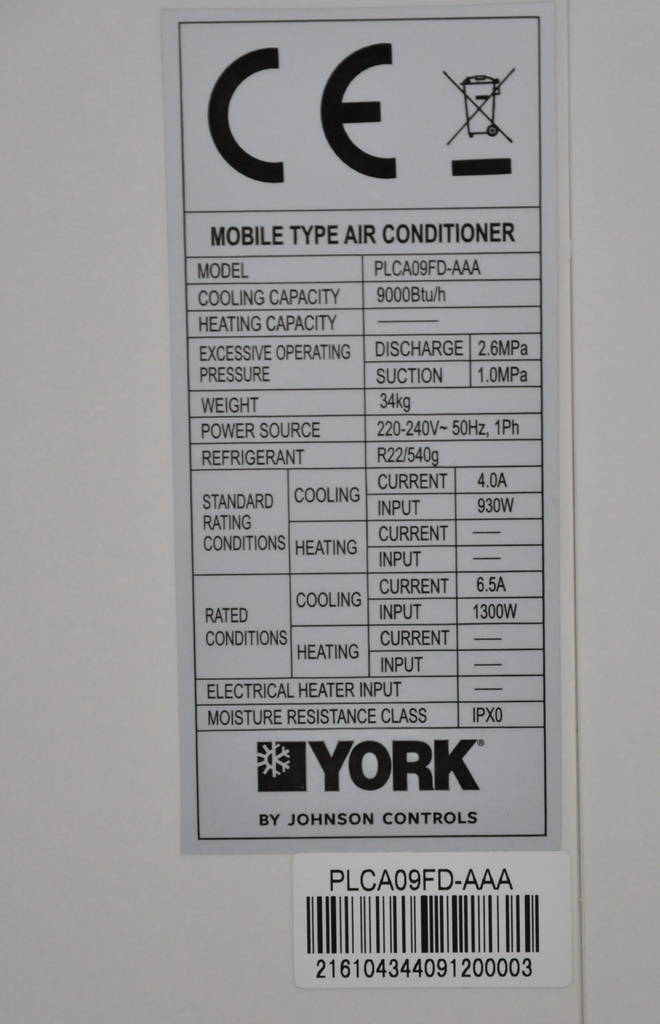 CE
MOBILE TYPE AIR CONDITIONER
MODEL PLCA09FD-AAA
COOLING CAPACITY 9000Btu/h
HEATING CAPACITY ———
EXCESSIVE OPERATING PRESSURE DISCHARGE 2.6MPa
SUCTION 1.0MPa
WEIGHT 34kg
POWER SOURCE 220-240V~ 50Hz, 1Ph
REFRIGERANT R22/540g
STANDARD RATING CONDITIONS COOLING CURRENT 4.0A
INPUT 930W
HEATING CURRENT —
INPUT —
RATED CONDITIONS COOLING CURRENT 6.5A
INPUT 1300W
HEATING CURRENT —
INPUT —
ELECTRICAL HEATER INPUT —
MOISTURE RESISTANCE CLASS IPX0
YORK®
BY JOHNSON CONTROLS
PLCA09FD-AAA
216104344091200003